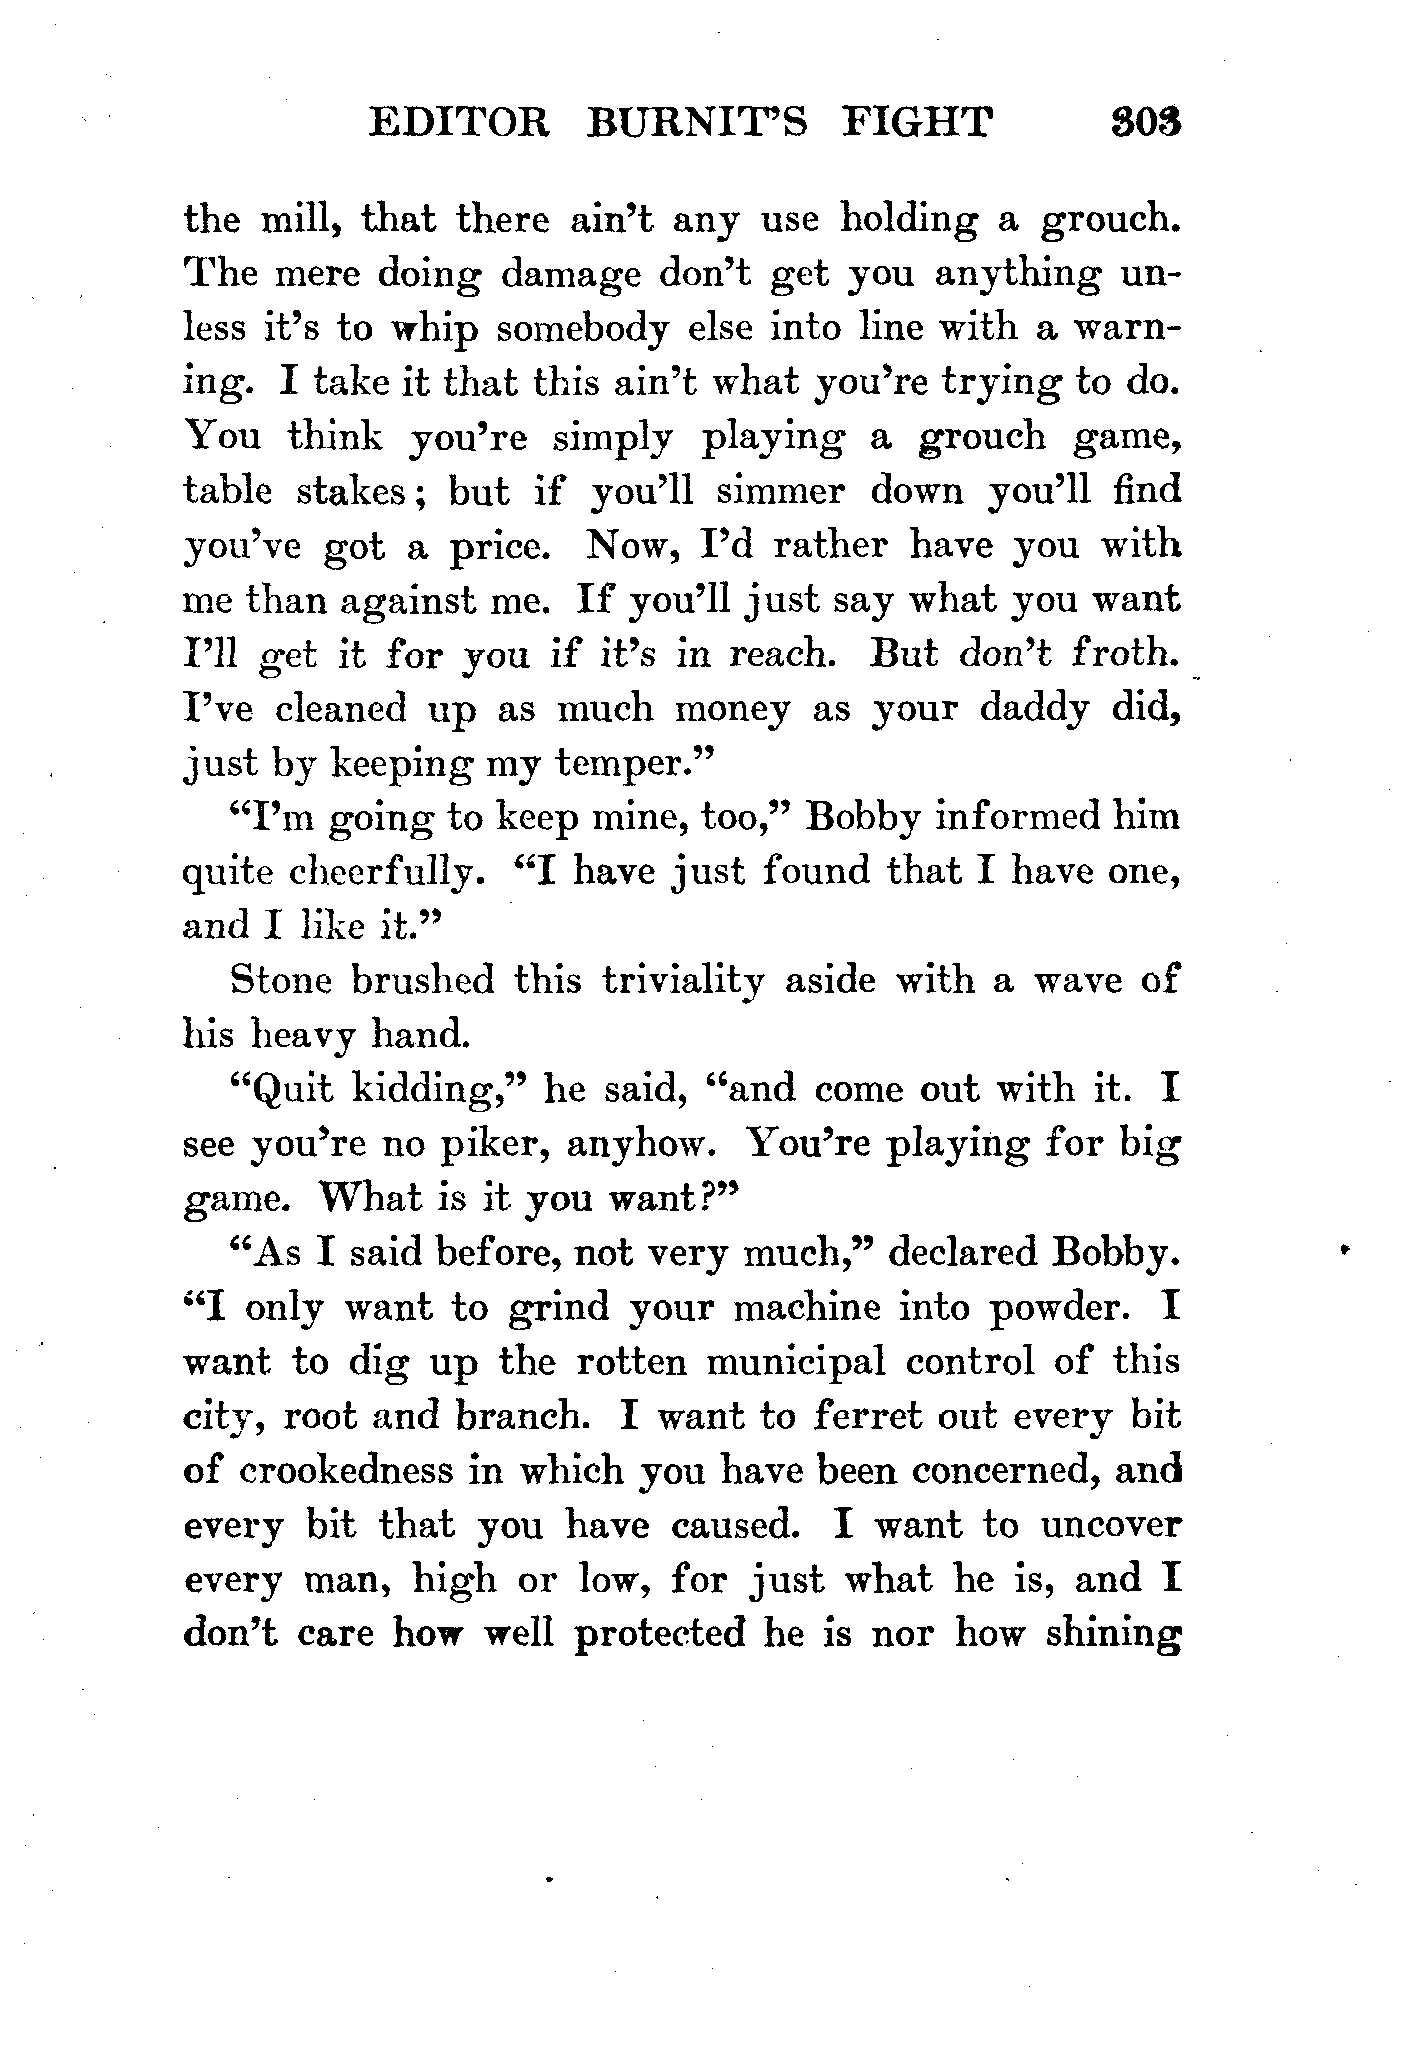 EDITOR BURNIT'S FIGHT 303
the mill, that there ain't any use holding a grouch.
The mere doing damage don't get you anything un-
less it's to whip somebody else into line with a warn-
ing. I take it that this ain't what you're trying to do.
You think you're simply playing a grouch game,
table stakes; but if you'll simmer down you'll find
you've got a price. Now, I'd rather have you with
me than against me. If you'll just say what you want
I'll get it for you if it's in reach. But don't froth.
I've cleaned up as much money as your daddy did,
just by keeping my temper."
"I'm going to keep mine, too," Bobby informed him
quite cheerfully. "I have just found that I have one,
and I like it."
Stone brushed this triviality aside with a wave of
his heavy hand.
"Quit kidding," he said, "and come out with it. I
see you're no piker, anyhow. You're playing for big
game. What is it you want?"
"As I said before, not very much," declared Bobby.
"I only want to grind your machine into powder. I
want to dig up the rotten municipal control of this
city, root and branch. I want to ferret out every bit
of crookedness in which you have been concerned, and
every bit that you have caused. I want to uncover
every man, high or low, for just what he is, and I
don't care how well protected he is nor how shining